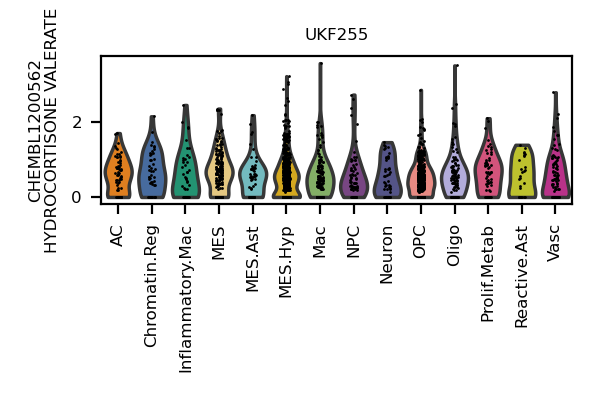 UKF255
CHEMBL1200562
HYDROCORTISONE VALERATE
2
0
AC
Chromatin.Reg
Inflammatory.Mac
MES
MES.Ast
MES.Hyp
Mac
NPC
Neuron
OPC
Oligo
Prolif.Metab
Reactive.Ast
Vasc